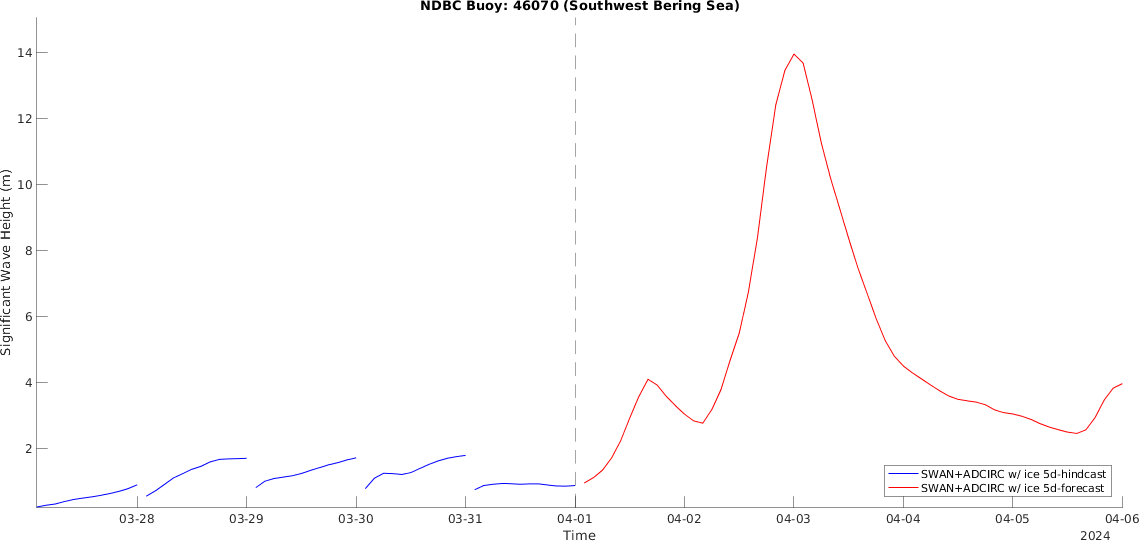 NDBC Buoy: 46070 (Southwest Bering Sea)
14
12
10
8
6
4
2
Significant Wave Height (m)
SWAN+ADCIRC w/ ice 5d-hindcast
SWAN+ADCIRC w/ ice 5d-forecast
03-28 03-29 03-30 03-31 04-01 04-02 04-03 04-04 04-05 04-06
Time
2024